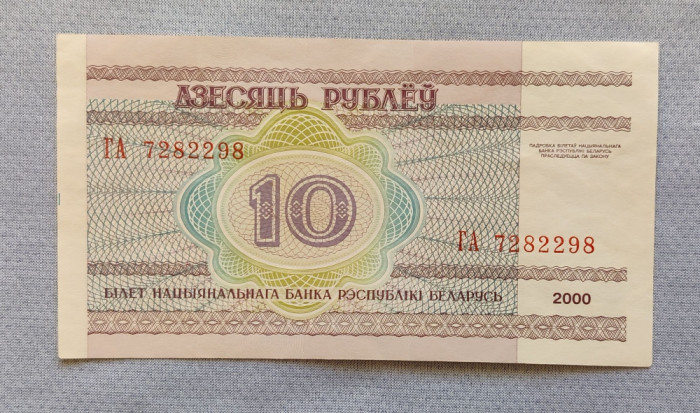 ДЗЕСЯЦЬ РУБЛЁЎ
ГА 7282298
ПАДРОБКА БІЛЕТАЎ НАЦЫЯНАЛЬНАГА
БАНКА РЭСПУБЛІКІ БЕЛАРУСЬ
ПРАСЛЕДУЕЦЦА ПА ЗАКОНУ
10
ГА 7282298
БІЛЕТ НАЦЫЯНАЛЬНАГА БАНКА РЭСПУБЛІКІ БЕЛАРУСЬ
2000